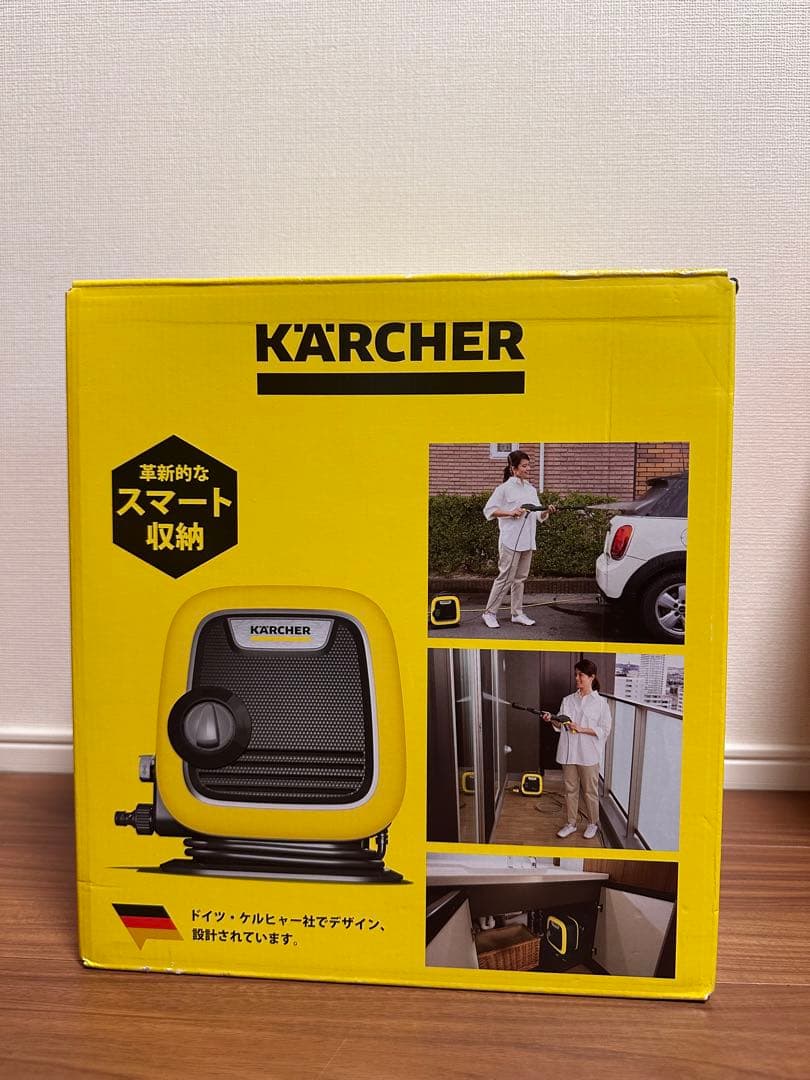 KÄRCHER
革新的な
スマート
収納
KÄRCHER
ドイツ・ケルヒャー社でデザイン、
設計されています。